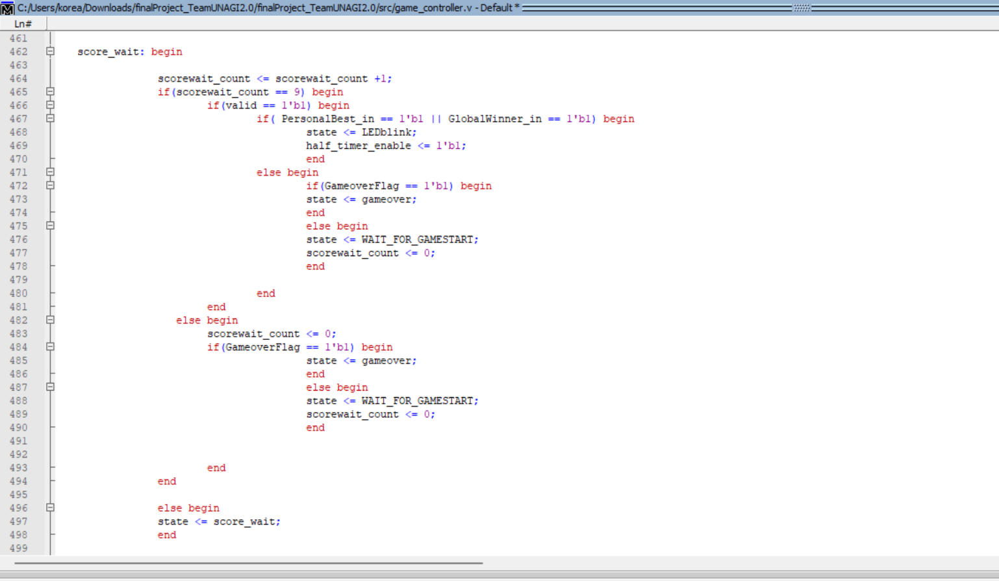 C:/Users/korea/Downloads/finalProject_TeamUNAGI2.0/finalProject_TeamUNAGI2.0/src/game_controller.v - Default *
Ln#
461
462 score_wait: begin
463
464 scorewait_count <= scorewait_count +1;
465 if(scorewait_count == 9) begin
466 if(valid == 1'b1) begin
467 if( PersonalBest_in == 1'b1 || GlobalWinner_in == 1'b1) begin
468 state <= LEDblink;
469 half_timer_enable <= 1'b1;
470 end
471 else begin
472 if(GameoverFlag == 1'b1) begin
473 state <= gameover;
474 end
475 else begin
476 state <= WAIT_FOR_GAMESTART;
477 scorewait_count <= 0;
478 end
479
480 end
481 end
482 else begin
483 scorewait_count <= 0;
484 if(GameoverFlag == 1'b1) begin
485 state <= gameover;
486 end
487 else begin
488 state <= WAIT_FOR_GAMESTART;
489 scorewait_count <= 0;
490 end
491
492
493 end
494 end
495
496 else begin
497 state <= score_wait;
498 end
499